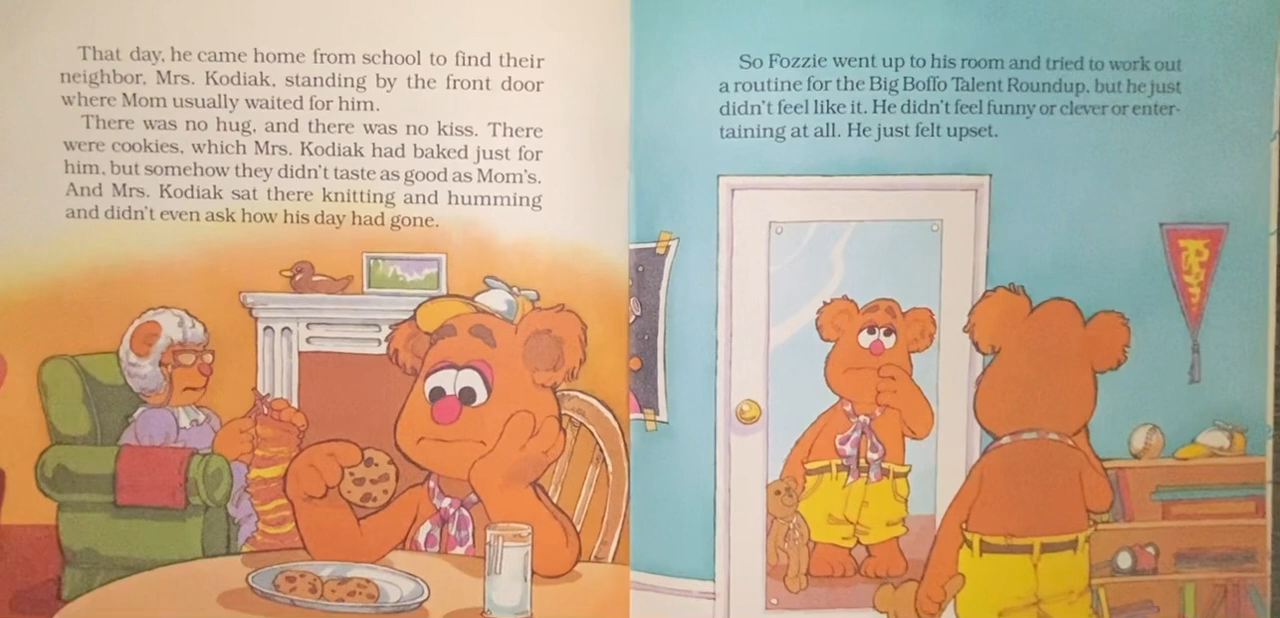 That day, he came home from school to find their
neighbor, Mrs. Kodiak, standing by the front door
where Mom usually waited for him.
There was no hug, and there was no kiss. There
were cookies, which Mrs. Kodiak had baked just for
him, but somehow they didn't taste as good as Mom's.
And Mrs. Kodiak sat there knitting and humming
and didn't even ask how his day had gone.
So Fozzie went up to his room and tried to work out
a routine for the Big Boffo Talent Roundup, but he just
didn't feel like it. He didn't feel funny or clever or enter-
taining at all. He just felt upset.